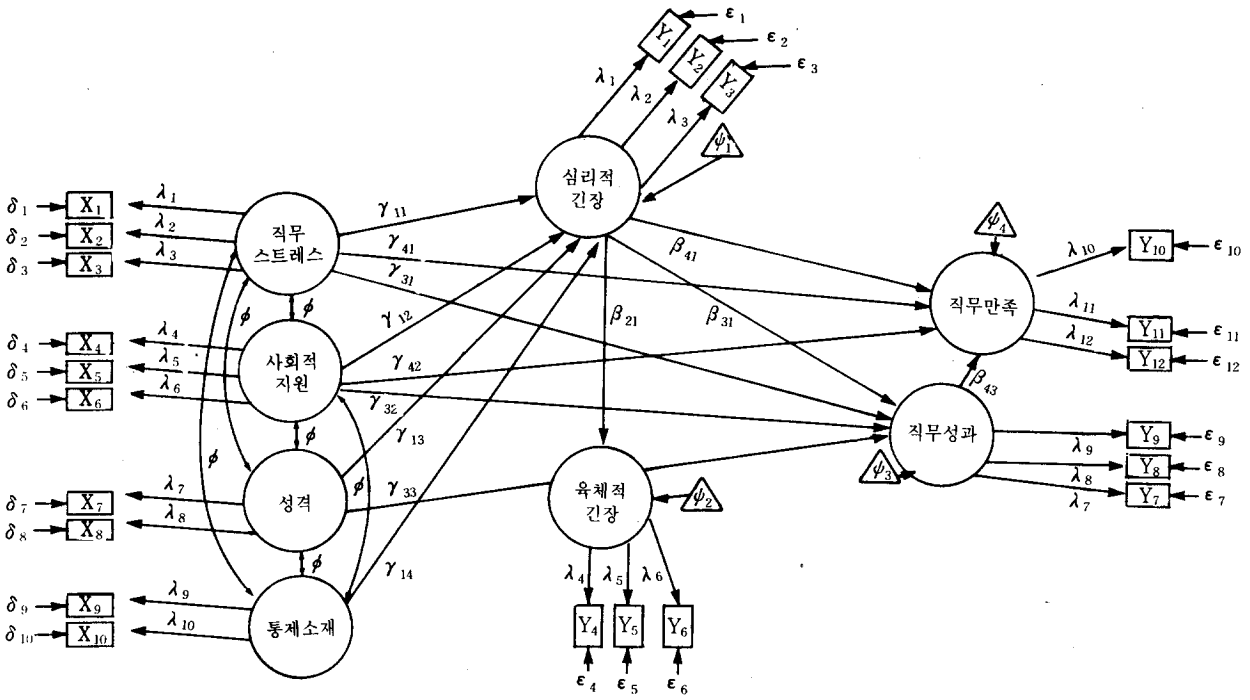 ε₁
Y₁
ε₂
Y₂
ε₃
Y₃
λ₁
λ₂
λ₃
ψ₁
심리적
긴장
δ₁ X₁ λ₁
δ₂ X₂ λ₂
δ₃ X₃ λ₃
직무
스트레스
γ₁₁
γ₄₁
γ₃₁
γ₁₂
β₄₁
β₂₁
β₃₁
ψ₄
직무만족
λ₁₀ Y₁₀ ε₁₀
λ₁₁ Y₁₁ ε₁₁
λ₁₂ Y₁₂ ε₁₂
β₄₃
φ
φ
δ₄ X₄ λ₄
δ₅ X₅ λ₅
δ₆ X₆ λ₆
사회적
지원
γ₄₂
γ₃₂
γ₁₃
직무성과
ψ₃
λ₉ Y₉ ε₉
λ₈ Y₈ ε₈
λ₇ Y₇ ε₇
φ
φ
φ
δ₇ X₇ λ₇
δ₈ X₈ λ₈
성격
γ₃₃
육체적
긴장
ψ₂
φ
γ₁₄
δ₉ X₉ λ₉
δ₁₀ X₁₀ λ₁₀
통제소재
λ₄ λ₅ λ₆
Y₄ Y₅ Y₆
ε₄ ε₅ ε₆